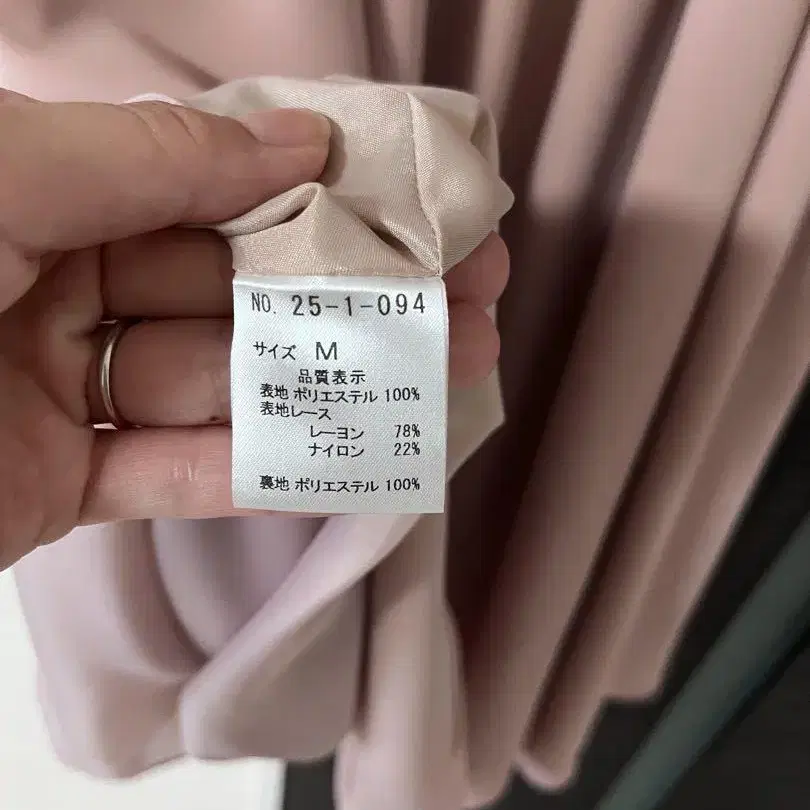 NO. 25-1-094
サイズ M
品質表示
表地 ポリエステル 100%
表地レース
レーヨン 78%
ナイロン 22%
裏地 ポリエステル 100%